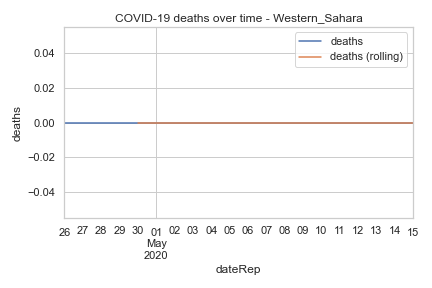 COVID-19 deaths over time - Western_Sahara
deaths
deaths (rolling)
0.04
0.02
0.00
−0.02
−0.04
deaths
26 27 28 29 30 01 02 03 04 05 06 07 08 09 10 11 12 13 14 15
May
2020
dateRep